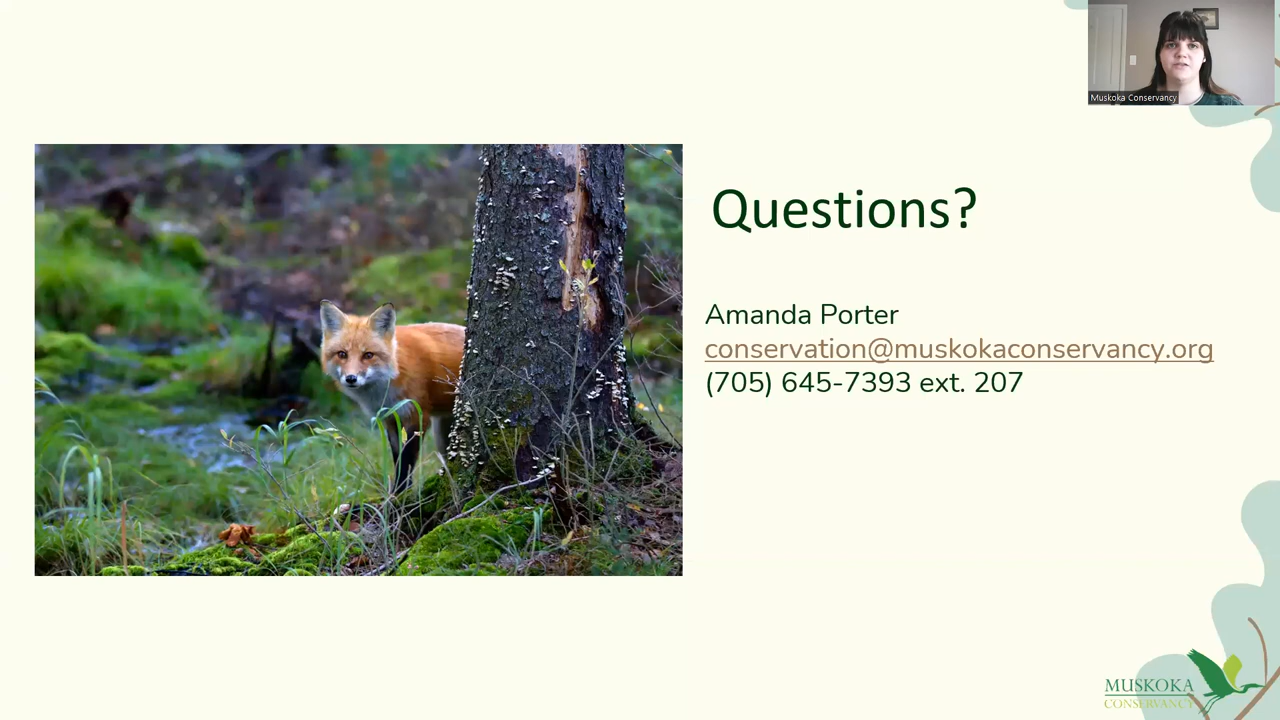 Muskoka Conservancy
Questions?
Amanda Porter
conservation@muskokaconservancy.org
(705) 645-7393 ext. 207
MUSKOKA
CONSERVANCY